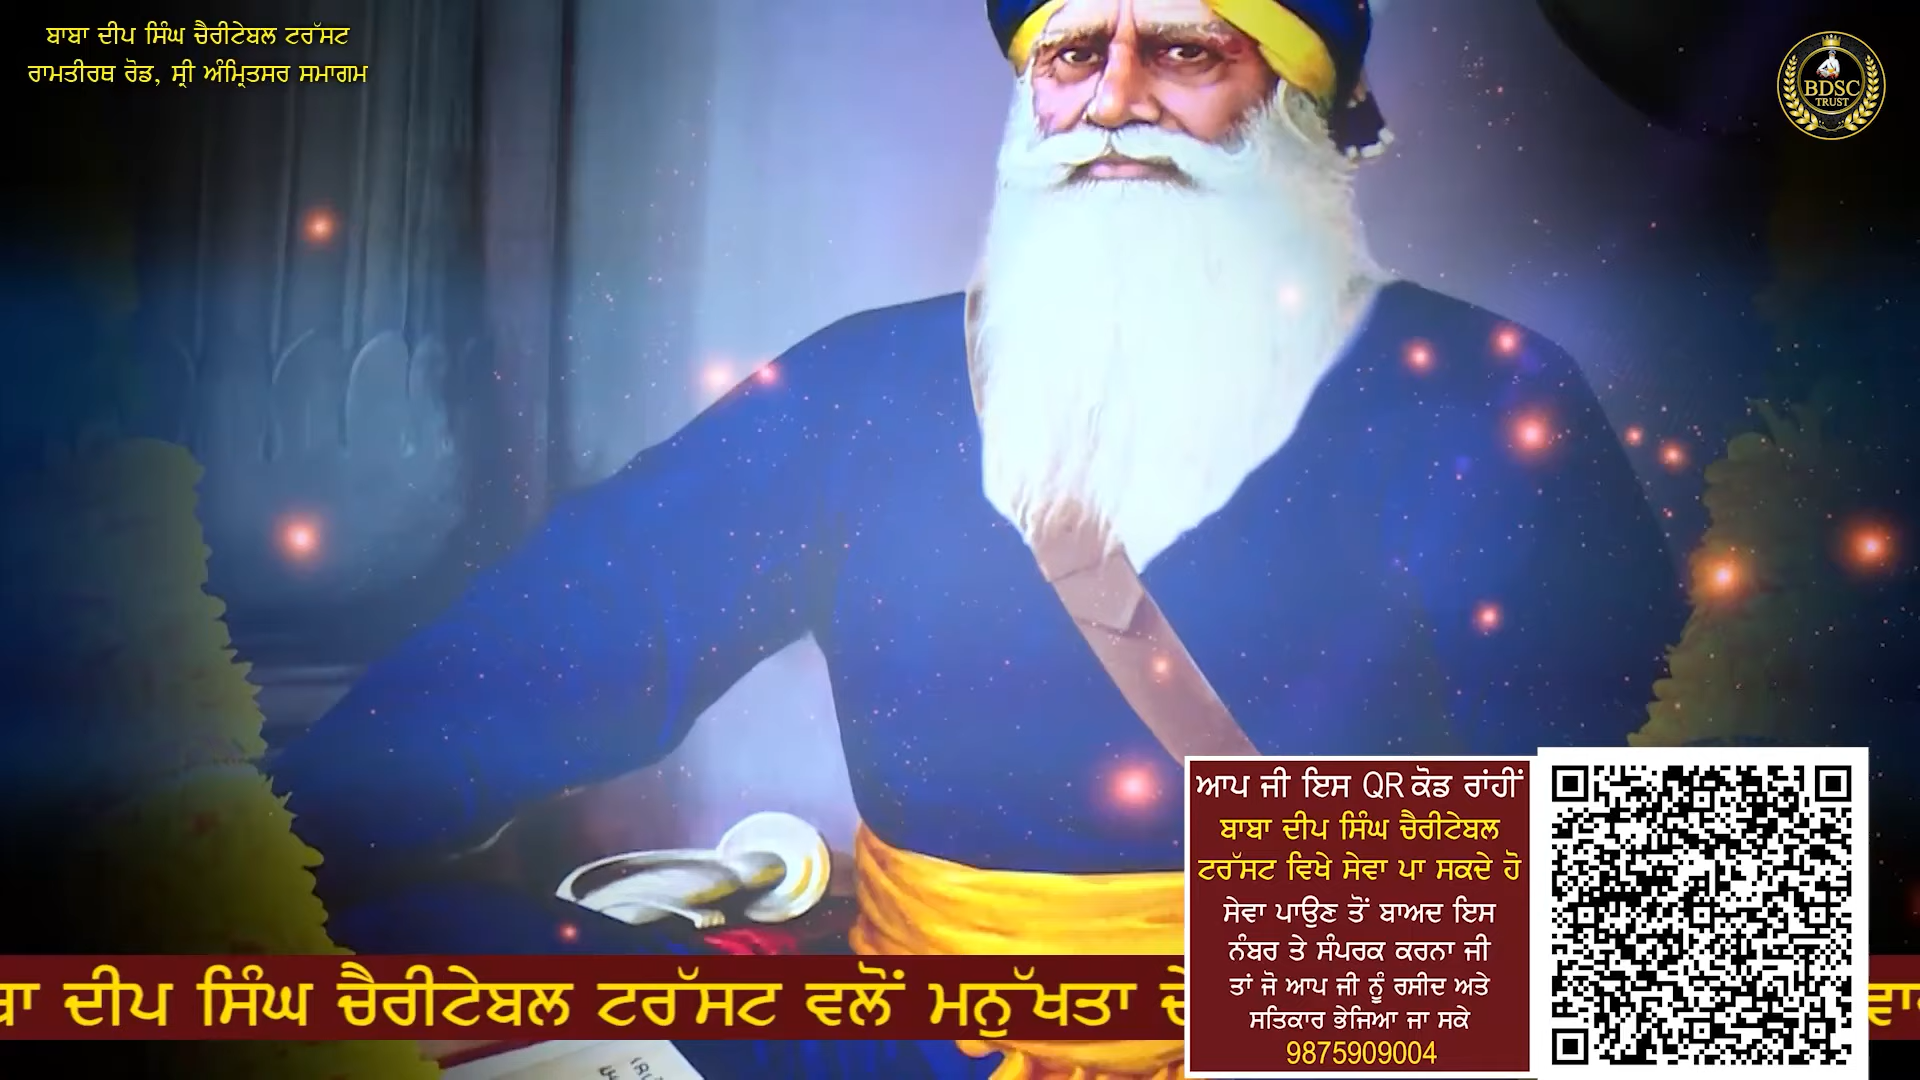 ਬਾਬਾ ਦੀਪ ਸਿੰਘ ਚੈਰੀਟੇਬਲ ਟਰੱਸਟ
ਰਾਮਤੀਰਥ ਰੋਡ, ਸ੍ਰੀ ਅੰਮ੍ਰਿਤਸਰ ਸਮਾਗਮ
BDSC
TRUST
ਆਪ ਜੀ ਇਸ QR ਕੋਡ ਰਾਂਹੀਂ
ਬਾਬਾ ਦੀਪ ਸਿੰਘ ਚੈਰੀਟੇਬਲ
ਟਰੱਸਟ ਵਿਖੇ ਸੇਵਾ ਪਾ ਸਕਦੇ ਹੋ
ਸੇਵਾ ਪਾਉਣ ਤੋਂ ਬਾਅਦ ਇਸ
ਨੰਬਰ ਤੇ ਸੰਪਰਕ ਕਰਨਾ ਜੀ
ਤਾਂ ਜੋ ਆਪ ਜੀ ਨੂੰ ਰਸੀਦ ਅਤੇ
ਸਤਿਕਾਰ ਭੇਜਿਆ ਜਾ ਸਕੇ
9875909004
ਦੀਪ ਸਿੰਘ ਚੈਰੀਟੇਬਲ ਟਰੱਸਟ ਵਲੋਂ ਮਨੁੱਖਤਾ